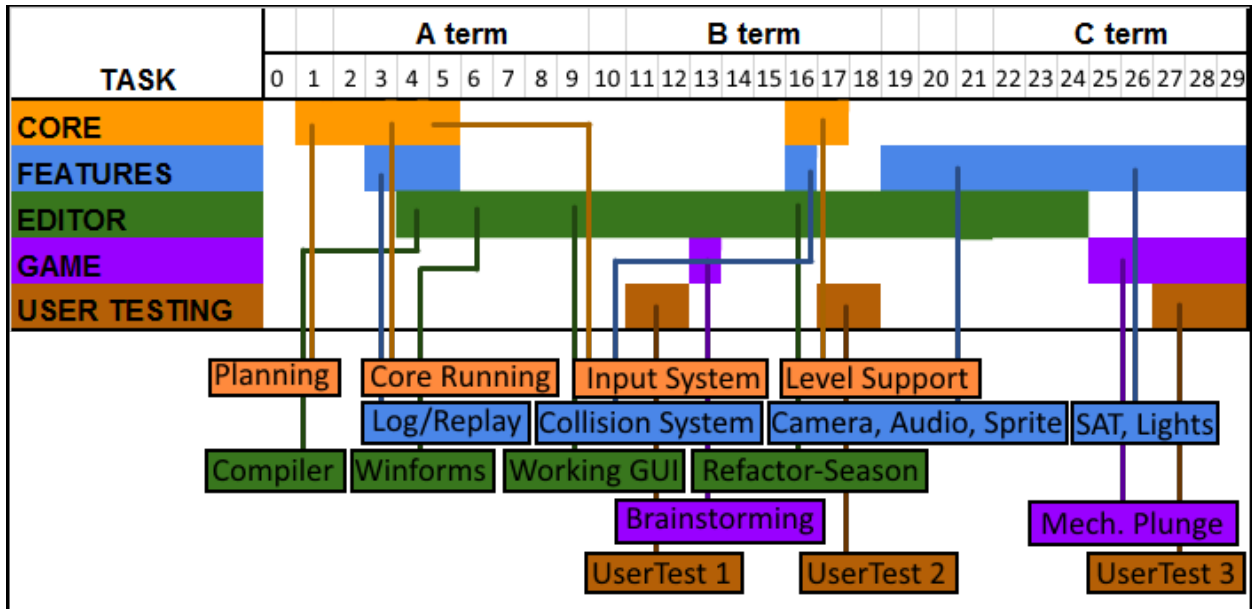 A term B term C term
TASK 0 1 2 3 4 5 6 7 8 9 10 11 12 13 14 15 16 17 18 19 20 21 22 23 24 25 26 27 28 29
CORE
FEATURES
EDITOR
GAME
USER TESTING
Planning Core Running Input System Level Support
Log/Replay Collision System Camera, Audio, Sprite SAT, Lights
Compiler Winforms Working GUI Refactor-Season
Brainstorming Mech. Plunge
UserTest 1 UserTest 2 UserTest 3